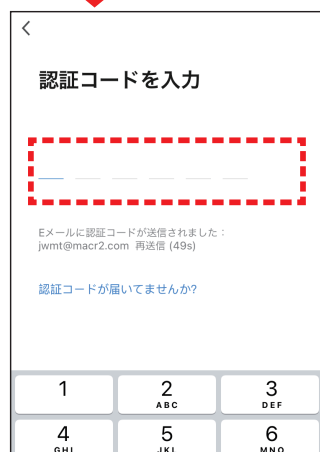 認証コードを入力
Eメールに認証コードが送信されました：
jwmt@macr2.com 再送信 (49s)
認証コードが届いてませんか?
1
2
ABC
3
DEF
4
GHI
5
JKL
6
MNO